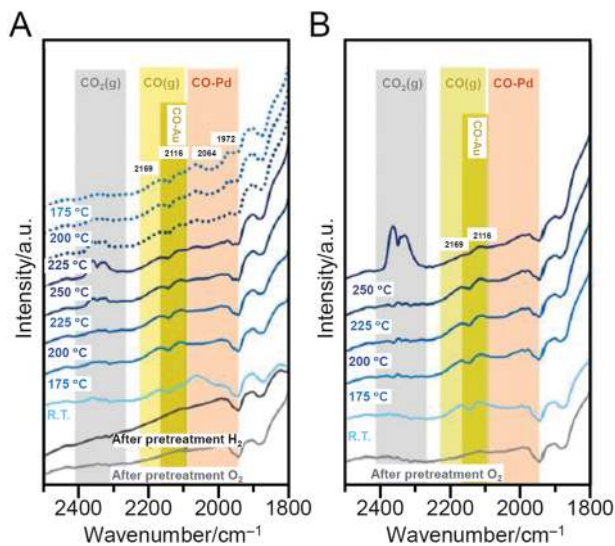 A
CO₂(g)
CO(g)
CO-Pd
CO-Au
1972
2116
2064
2169
175 °C
200 °C
225 °C
250 °C
225 °C
200 °C
175 °C
R.T.
After pretreatment H₂
After pretreatment O₂
Intensity/a.u.
2400
2200
2000
1800
Wavenumber/cm⁻¹
B
CO₂(g)
CO(g)
CO-Pd
CO-Au
2116
2169
250 °C
225 °C
200 °C
175 °C
R.T.
After pretreatment O₂
Intensity/a.u.
2400
2200
2000
1800
Wavenumber/cm⁻¹